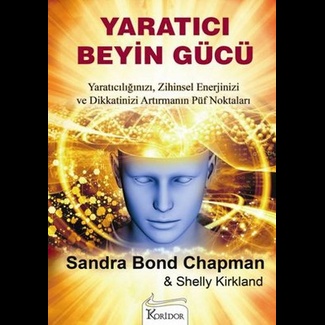 YARATICI
BEYİN GÜCÜ
Yaratıcılığınızı, Zihinsel Enerjinizi
ve Dikkatinizi Artırmanın Püf Noktaları
Sandra Bond Chapman
& Shelly Kirkland
KORİDOR